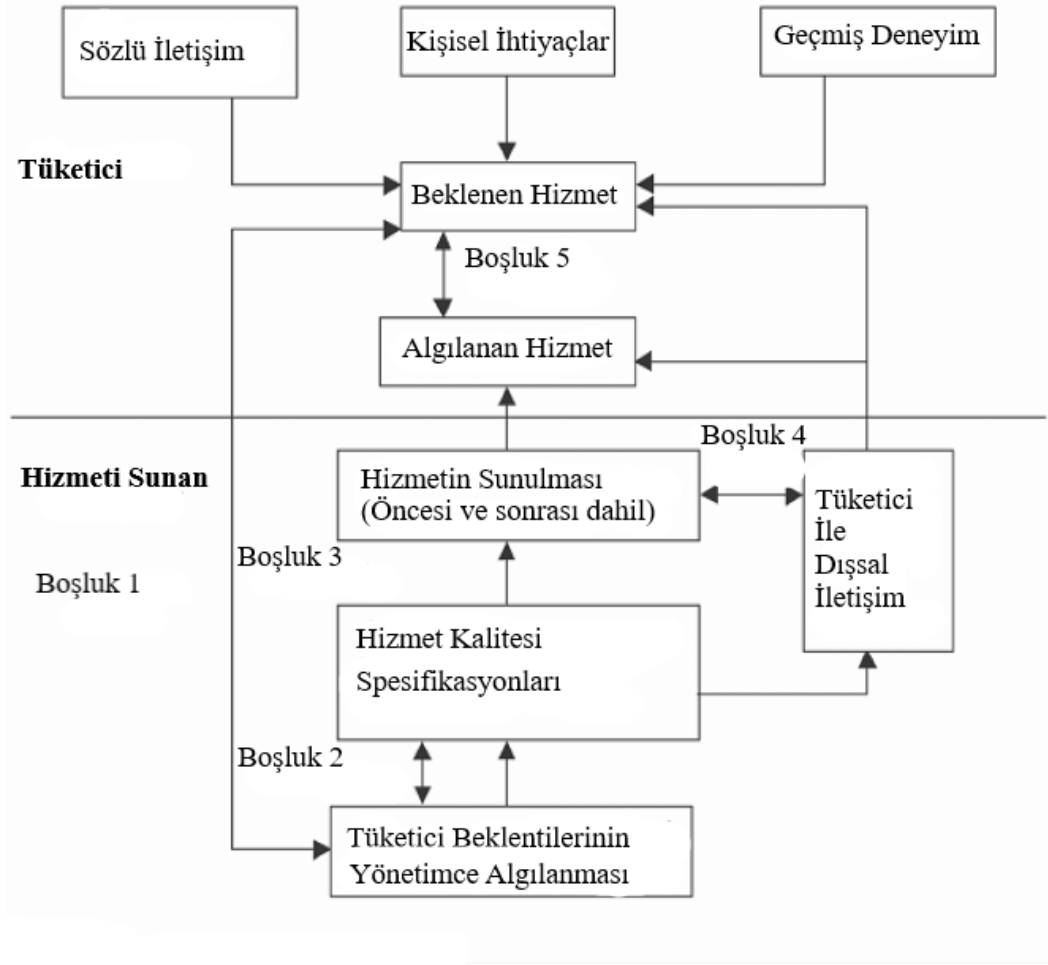 Sözlü İletişim
Kişisel İhtiyaçlar
Geçmiş Deneyim
Tüketici
Beklenen Hizmet
Boşluk 5
Algılanan Hizmet
Boşluk 4
Hizmeti Sunan
Hizmetin Sunulması
(Öncesi ve sonrası dahil)
Tüketici
İle
Dışsal
İletişim
Boşluk 3
Boşluk 1
Hizmet Kalitesi
Spesifikasyonları
Boşluk 2
Tüketici Beklentilerinin
Yönetimce Algılanması